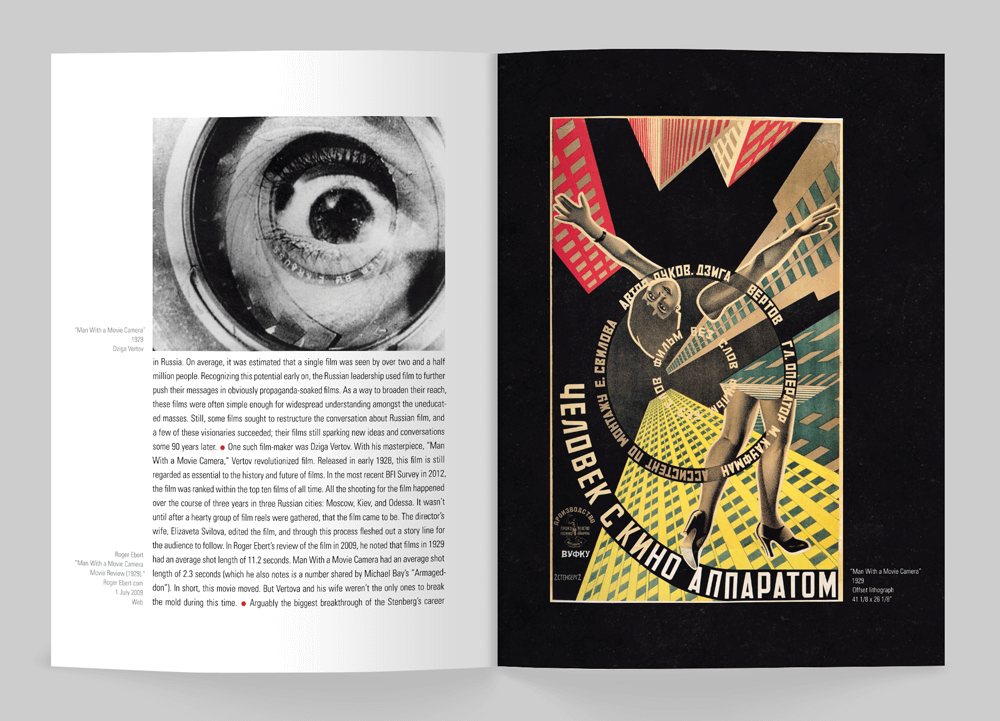 "Man With a Movie Camera"
1929
Dziga Vertov
in Russia. On average, it was estimated that a single film was seen by over two and a half
million people. Recognizing this potential early on, the Russian leadership used film to further
push their messages in obviously propaganda-soaked films. As a way to broaden their reach,
these films were often simple enough for widespread understanding amongst the uneducat-
ed masses. Still, some films sought to restructure the conversation about Russian film, and
a few of these visionaries succeeded; their films still sparking new ideas and conversations
some 90 years later. ● One such film-maker was Dziga Vertov. With his masterpiece, "Man
With a Movie Camera," Vertov revolutionized film. Released in early 1928, this film is still
regarded as essential to the history and future of films. In the most recent BFI Survey in 2012,
the film was ranked within the top ten films of all time. All the shooting for the film happened
over the course of three years in three Russian cities: Moscow, Kiev, and Odessa. It wasn't
until after a hearty group of film reels were gathered, that the film came to be. The director's
wife, Elizaveta Svilova, edited the film, and through this process fleshed out a story line for
the audience to follow. In Roger Ebert's review of the film in 2009, he noted that films in 1929
had an average shot length of 11.2 seconds. Man With a Movie Camera had an average shot
length of 2.3 seconds (which he also notes is a number shared by Michael Bay's "Armaged-
don"). In short, this movie moved. But Vertova and his wife weren't the only ones to break
the mold during this time. ● Arguably the biggest breakthrough of the Stenberg's career
Roger Ebert
"Man With a Movie Camera
Movie Review (1929)."
Roger Ebert.com
1 July 2009
Web
АВТОР РУКОВ. ДЗИГА ВЕРТОВ
ГЛ. ОПЕРАТОР М. КАУФМАН
АССИСТЕНТ ПО МОНТАЖУ Е. СВИЛОВА
ФИЛЬМ БЕЗ СЛОВ
ЧЕЛОВЕК С КИНО АППАРАТОМ
ПРОИЗВОДСТВО
ВУФКУ
2 СТЕНБЕРГ 2
"Man With a Movie Camera"
1929
Offset lithograph
41 1/8 x 26 1/8"